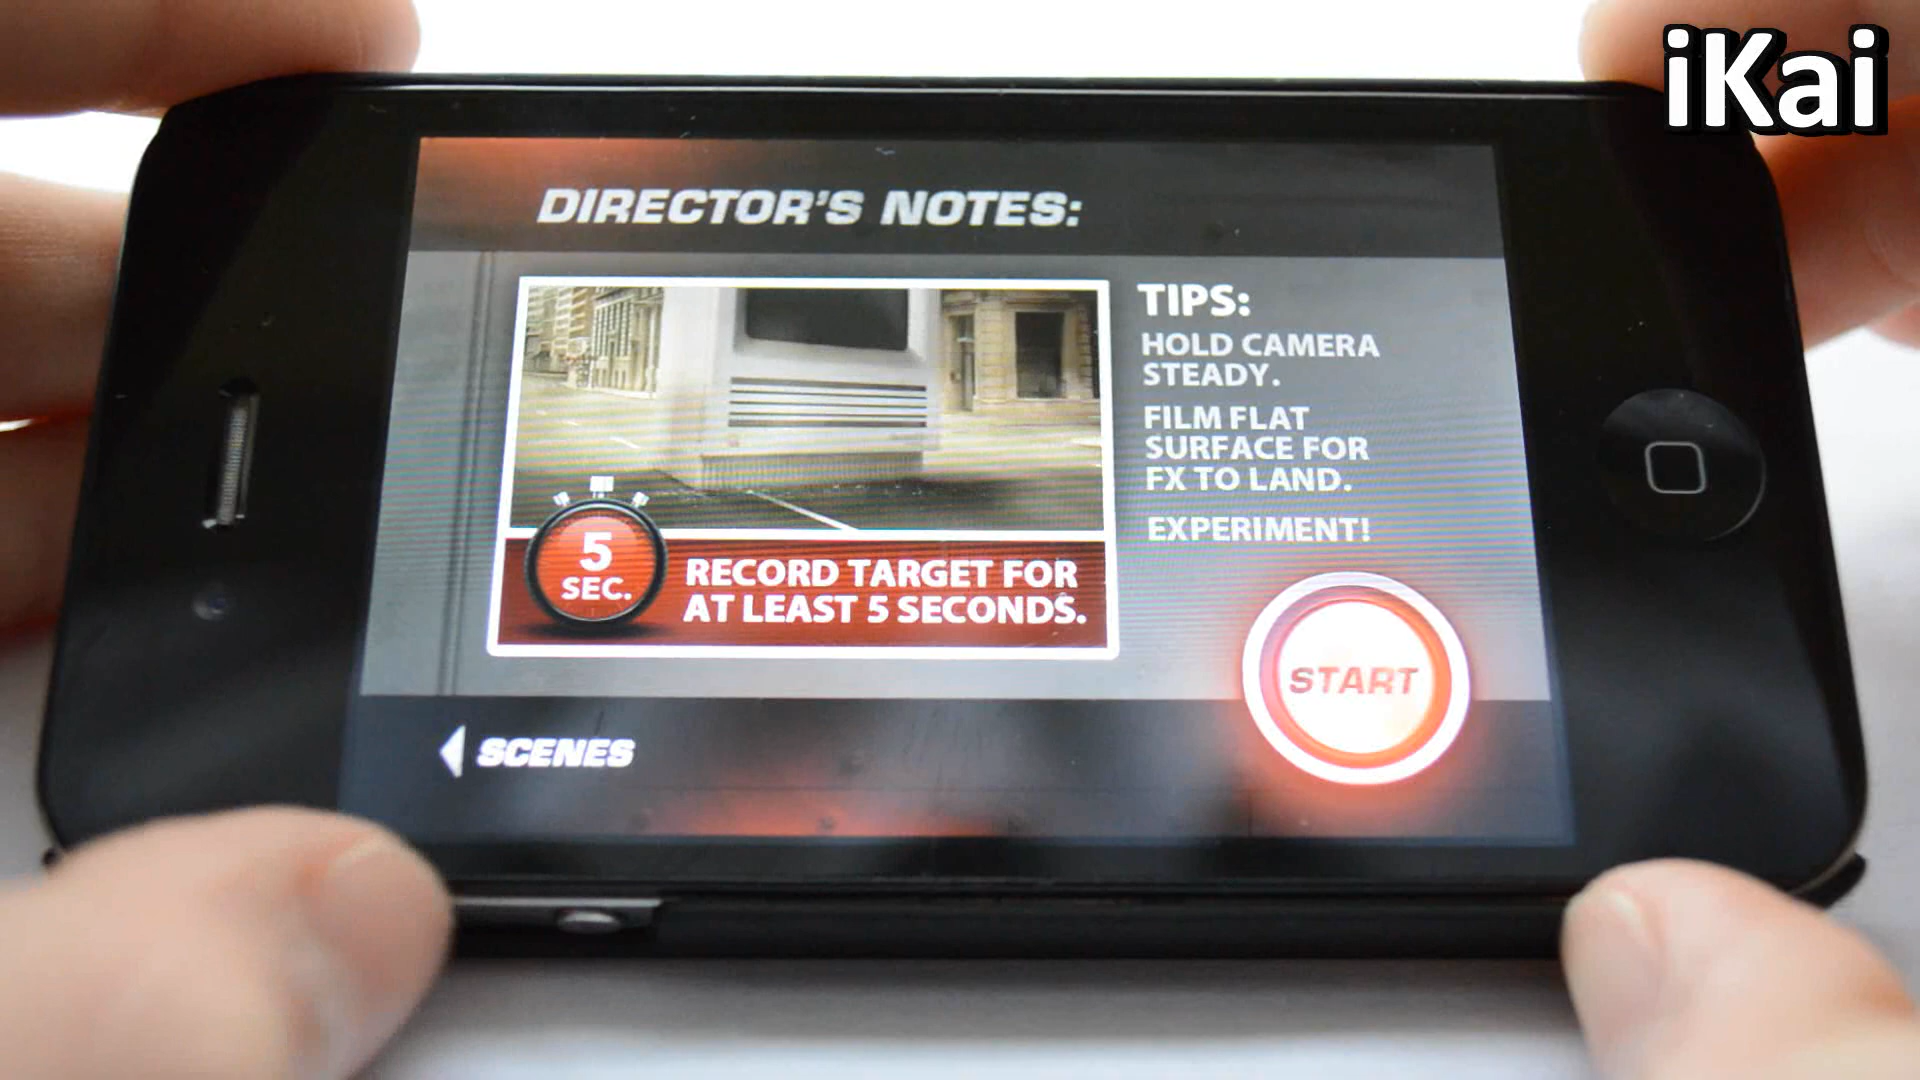 iKai
DIRECTOR'S NOTES:
TIPS:
HOLD CAMERA
STEADY.
FILM FLAT
SURFACE FOR
FX TO LAND.
EXPERIMENT!
5
SEC.
RECORD TARGET FOR
AT LEAST 5 SECONDS.
START
SCENES